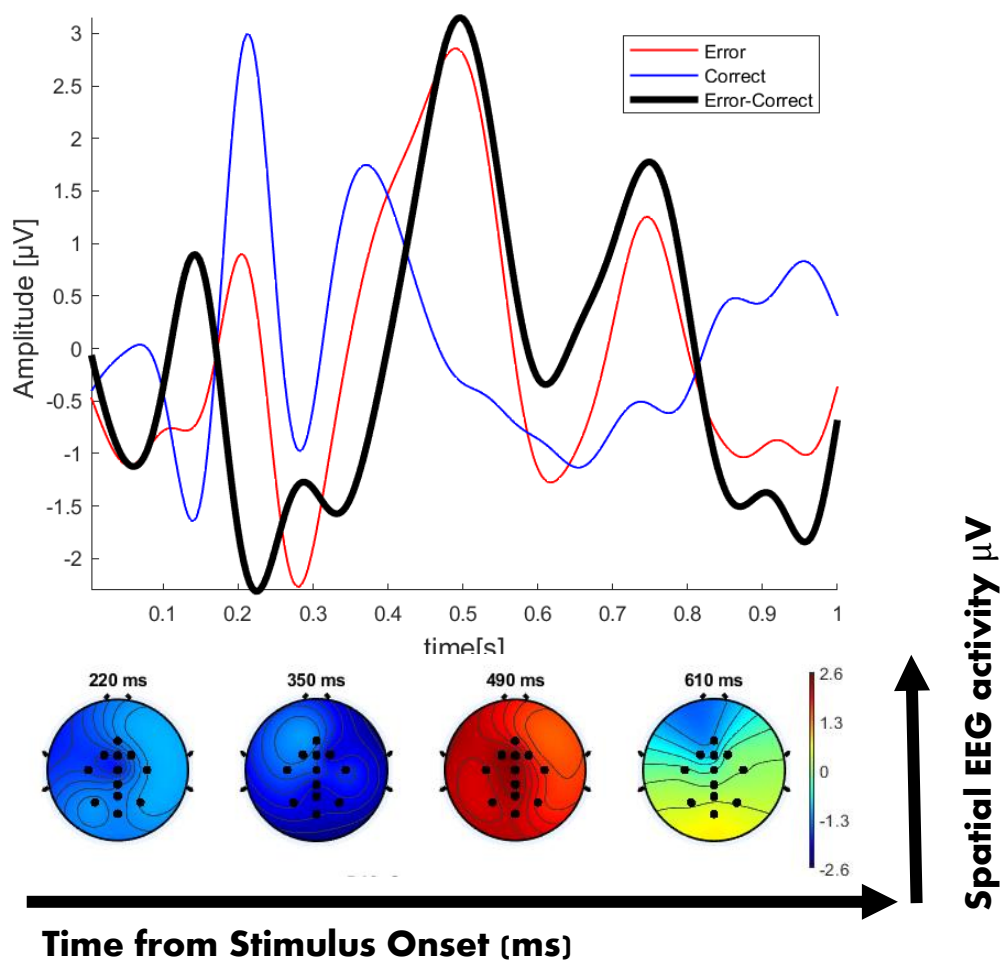 3
2.5
2
1.5
1
0.5
0
-0.5
-1
-1.5
-2
Amplitude [µV]
Error
Correct
Error-Correct
0.1 0.2 0.3 0.4 0.5 0.6 0.7 0.8 0.9 1
time[s]
220 ms 350 ms 490 ms 610 ms
2.6
1.3
0
-1.3
-2.6
Spatial EEG activity µV
Time from Stimulus Onset (ms)